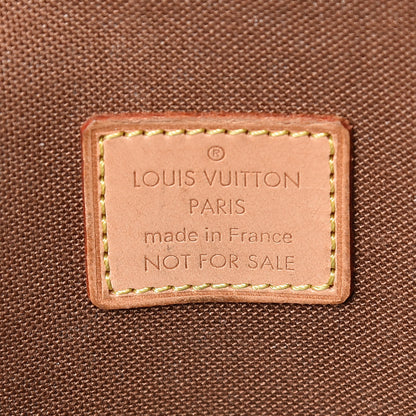 ®
LOUIS VUITTON
PARIS
made in France
NOT FOR SALE